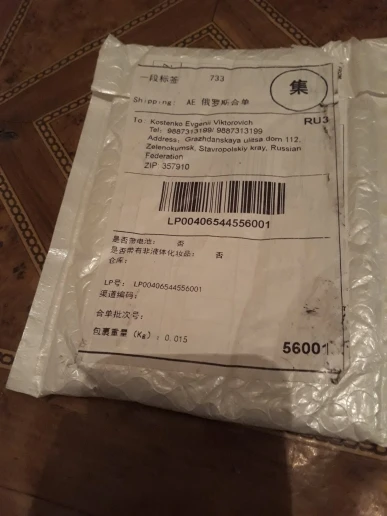 一段标签 733
集
Shipping: AE 俄罗斯合单
RU3
To Kostenko Evgenii Viktorovich
Tel: 9887313199/ 9887313199
Address: Grazhdanskaya ulitsa dom 112,
Zelenokumsk, Stavropolskiy kray, Russian
Federation
ZIP 357910
LP00406544556001
是否带电池: 否
是否带有非液体化妆品: 否
仓库:
LP号: LP00406544556001
渠道编码:
合单批次号:
包裹重量 (Kg): 0.015
56001